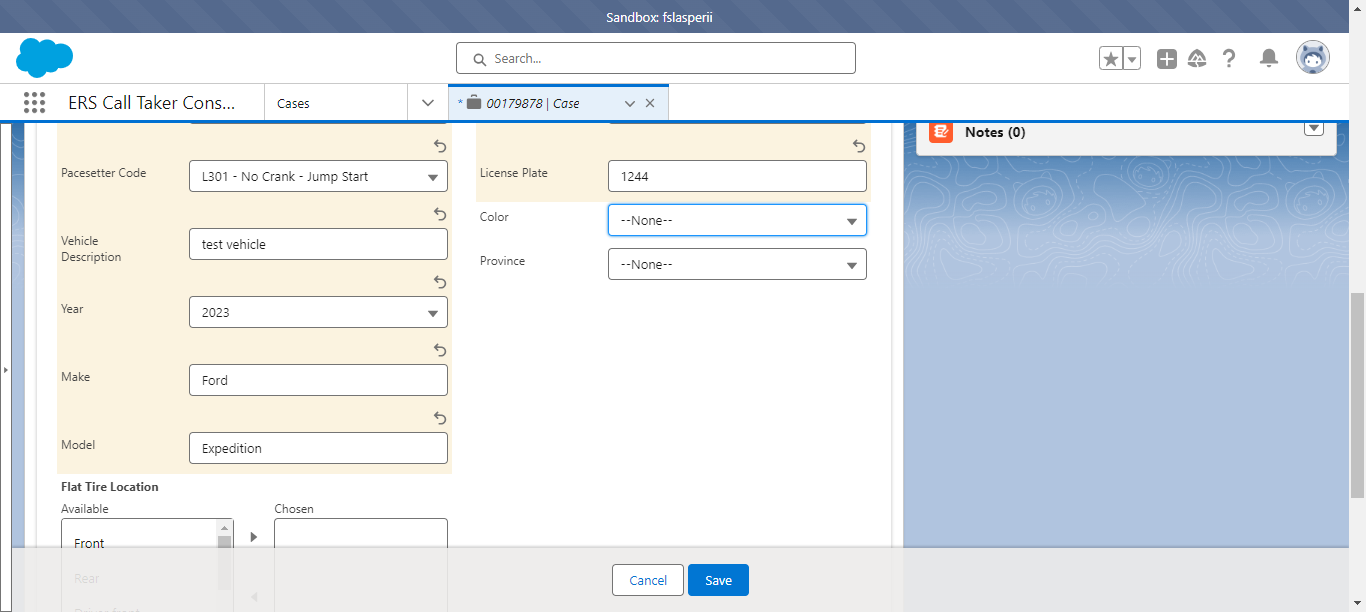 Sandbox: fslasperii
Search...
ERS Call Taker Cons...
Cases
* 00179878 | Case
Notes (0)
Pacesetter Code
L301 - No Crank - Jump Start
License Plate
1244
Vehicle
Description
test vehicle
Color
--None--
Province
--None--
Year
2023
Make
Ford
Model
Expedition
Flat Tire Location
Available
Chosen
Front
Rear
Cancel
Save